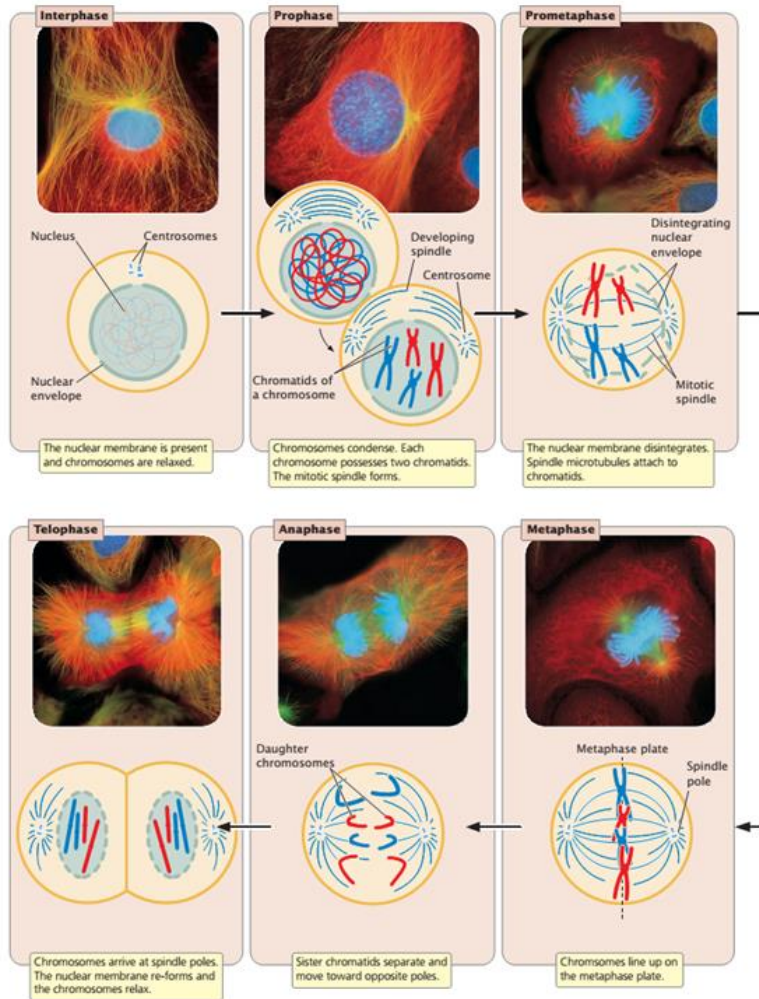 Interphase
Nucleus
Centrosomes
Nuclear
envelope
The nuclear membrane is present
and chromosomes are relaxed.
Prophase
Developing
spindle
Centrosome
Chromatids of
a chromosome
Chromosomes condense. Each
chromosome possesses two chromatids.
The mitotic spindle forms.
Prometaphase
Disintegrating
nuclear
envelope
Mitotic
spindle
The nuclear membrane disintegrates.
Spindle microtubules attach to
chromatids.
Telophase
Chromosomes arrive at spindle poles.
The nuclear membrane re-forms and
the chromosomes relax.
Anaphase
Daughter
chromosomes
Sister chromatids separate and
move toward opposite poles.
Metaphase
Metaphase plate
Spindle
pole
Chromsomes line up on
the metaphase plate.